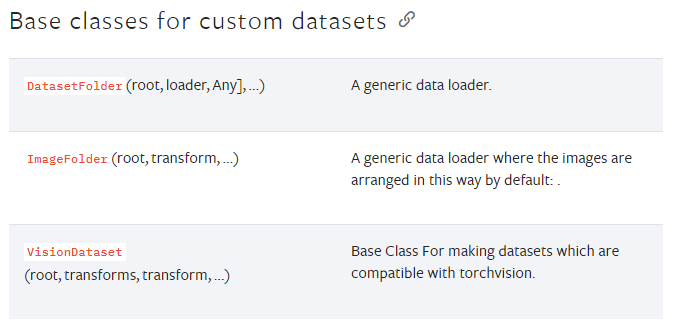 Base classes for custom datasets
DatasetFolder(root, loader, Any], ...)
A generic data loader.
ImageFolder(root, transform, ...)
A generic data loader where the images are
arranged in this way by default: .
VisionDataset
(root, transforms, transform, ...)
Base Class For making datasets which are
compatible with torchvision.